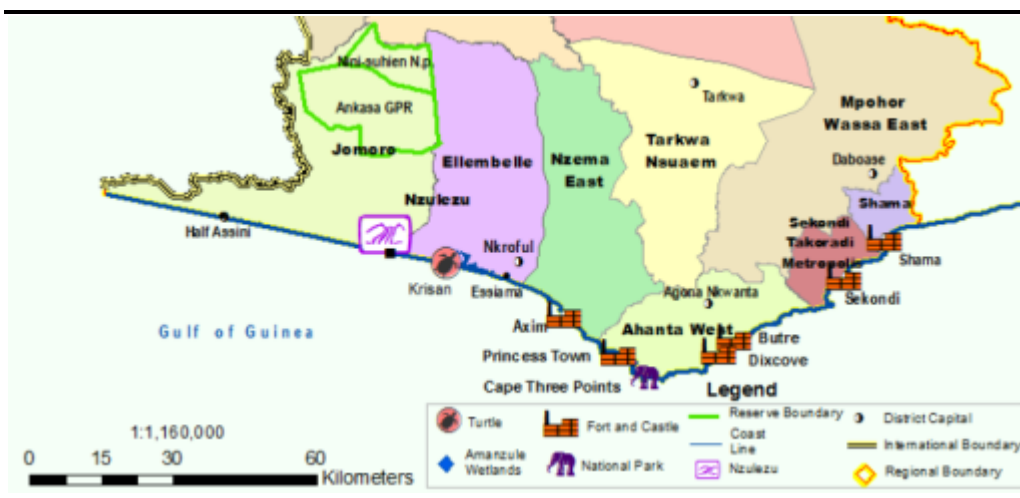 Nini-suhien N.p.
Ankasa GPR
Jomoro
Ellembelle
Nzema
East
Tarkwa
Tarkwa
Nsuaem
Mpohor
Wassa East
Daboase
Nzulezu
Shama
Half Assini
Sekondi
Takoradi
Metropolis
Shama
Nkroful
Krisan
Essiama
Agona Nkwanta
Sekondi
Gulf of Guinea
Axim
Ahanta West
Butre
Princess Town
Dixcove
Cape Three Points
Legend
Turtle
Fort and Castle
Reserve Boundary
District Capital
Coast
Line
International Boundary
Amanzule
Wetlands
National Park
Nzulezu
Regional Boundary
1:1,160,000
0 15 30 60
Kilometers